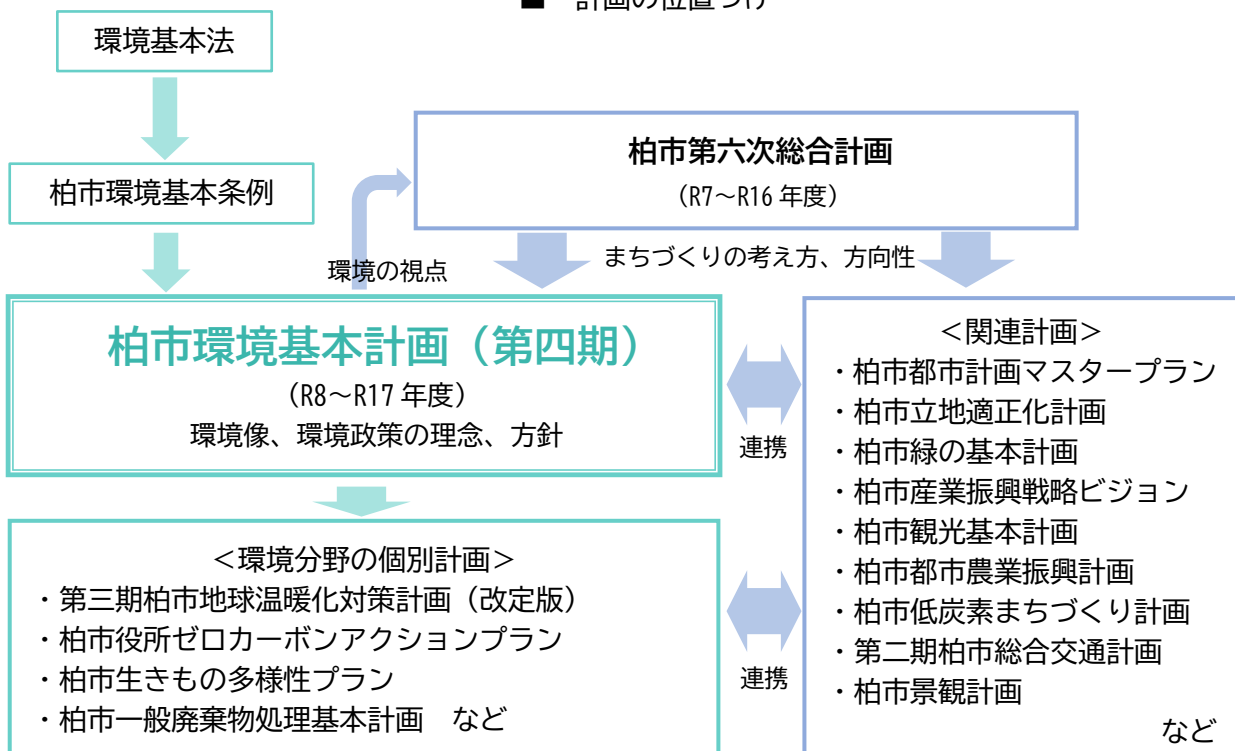 ■ 計画の位置づけ
環境基本法
柏市環境基本条例
柏市第六次総合計画
（R7～R16 年度）
環境の視点
まちづくりの考え方、方向性
柏市環境基本計画（第四期）
（R8～R17 年度）
環境像、環境政策の理念、方針
連携
＜関連計画＞
・柏市都市計画マスタープラン
・柏市立地適正化計画
・柏市緑の基本計画
・柏市産業振興戦略ビジョン
・柏市観光基本計画
・柏市都市農業振興計画
・柏市低炭素まちづくり計画
・第二期柏市総合交通計画
・柏市景観計画
など
＜環境分野の個別計画＞
・第三期柏市地球温暖化対策計画（改定版）
・柏市役所ゼロカーボンアクションプラン
・柏市生きもの多様性プラン
・柏市一般廃棄物処理基本計画　など
連携